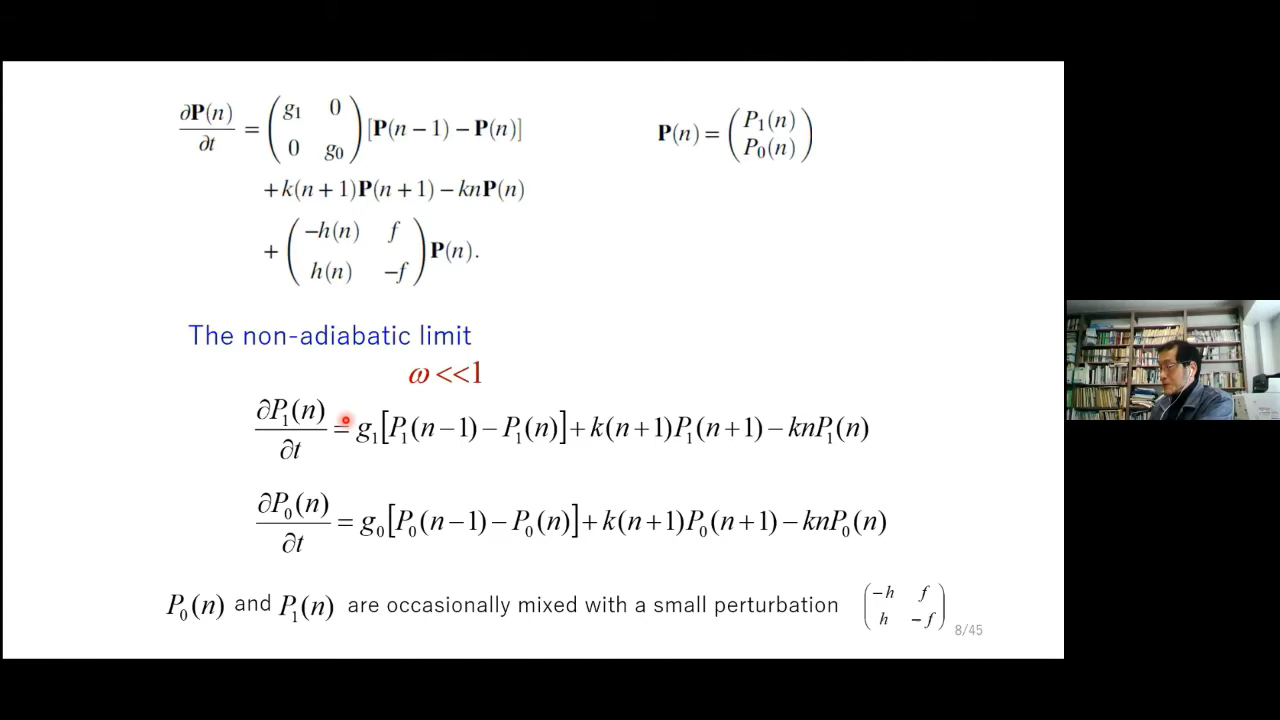 ∂P(n)/∂t = (g₁ 0; 0 g₀) [P(n−1) − P(n)]
P(n) = (P₁(n); P₀(n))
+ k(n+1)P(n+1) − knP(n)
+ (−h(n) f; h(n) −f) P(n).
The non-adiabatic limit
ω <<1
∂P₁(n)/∂t = g₁[P₁(n−1) − P₁(n)] + k(n+1)P₁(n+1) − knP₁(n)
∂P₀(n)/∂t = g₀[P₀(n−1) − P₀(n)] + k(n+1)P₀(n+1) − knP₀(n)
P₀(n) and P₁(n) are occasionally mixed with a small perturbation (−h f; h −f)
8/45